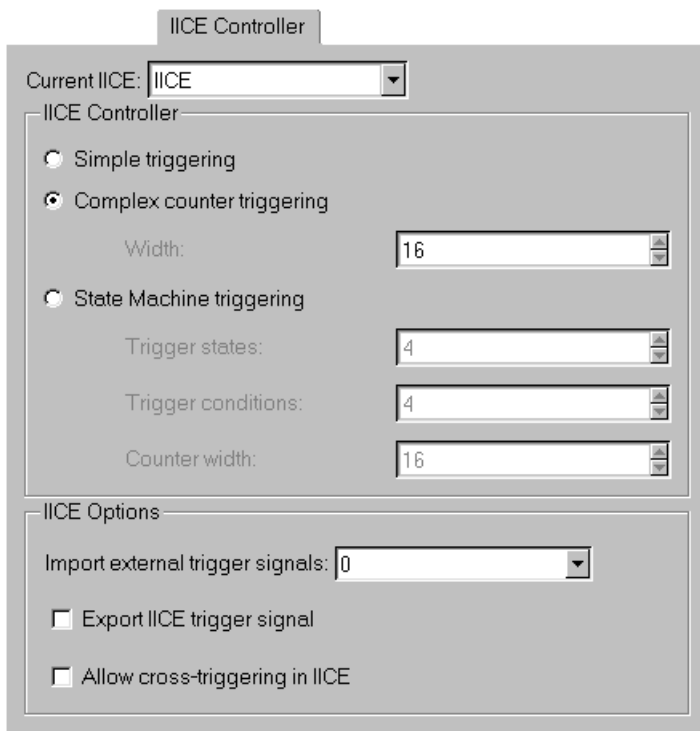 IICE Controller
Current IICE: IICE
IICE Controller
Simple triggering
Complex counter triggering
Width: 16
State Machine triggering
Trigger states: 4
Trigger conditions: 4
Counter width: 16
IICE Options
Import external trigger signals: 0
Export IICE trigger signal
Allow cross-triggering in IICE